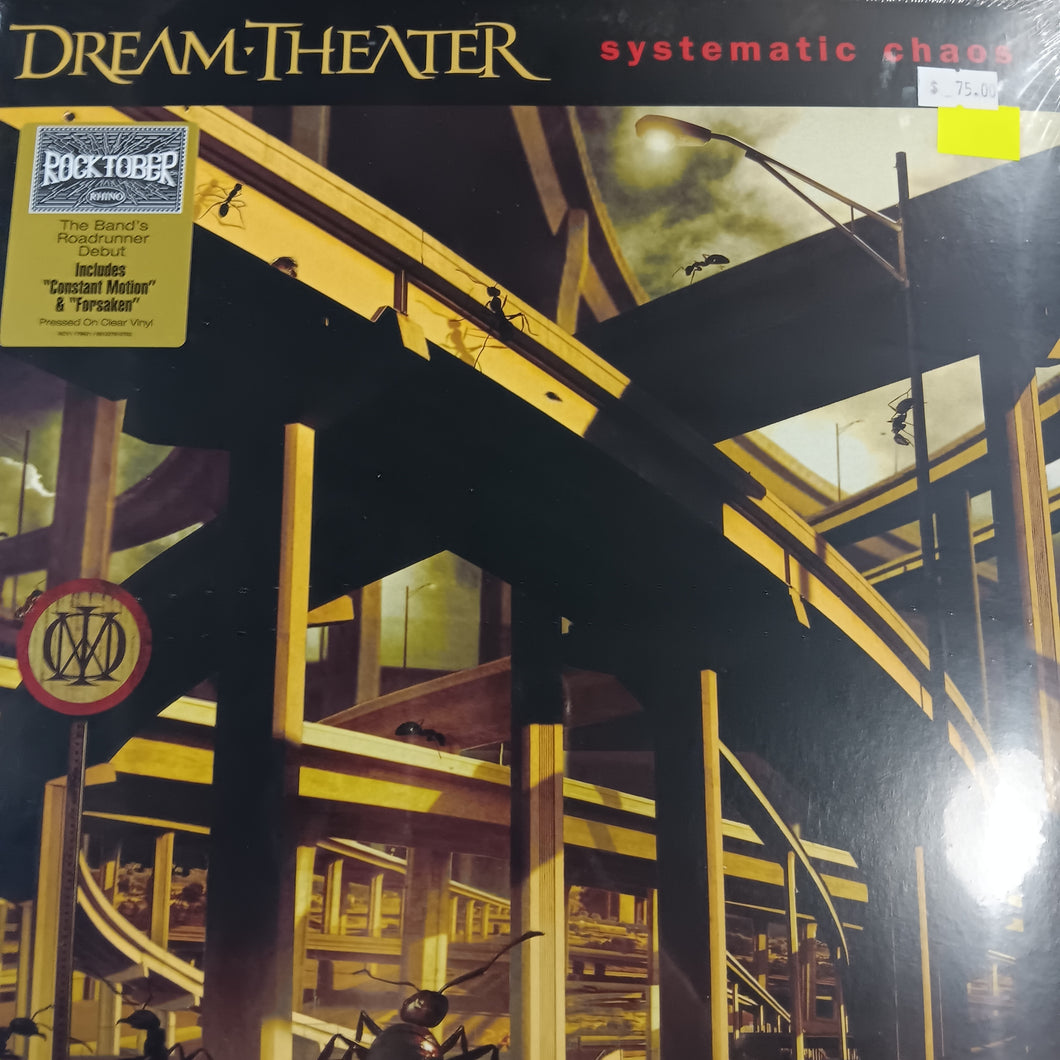 DREAM·THEATER
systematic chaos
$ 75.00
ROCKTOBER
RHINO
The Band's
Roadrunner
Debut
Includes
"Constant Motion"
& "Forsaken"
Pressed On Clear Vinyl